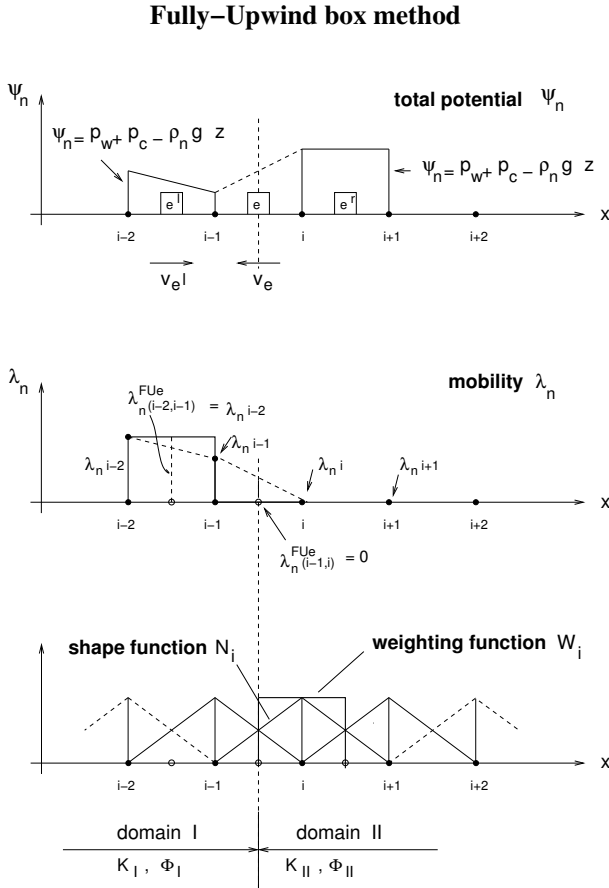 Fully–Upwind box method
Ψn
total potential Ψn
Ψn= pw+ pc – ρn g z
Ψn= pw+ pc – ρn g z
e l
e
e r
x
i–2
i–1
i
i+1
i+2
ve l
ve
λn
mobility λn
λn(i–2,i–1)FUe = λn i–2
λn i–1
λn i–2
λn i
λn i+1
x
i–2
i–1
i
i+1
i+2
λn(i–1,i)FUe = 0
shape function Ni
weighting function Wi
x
i–2
i–1
i
i+1
i+2
domain I
domain II
KI , ΦI
KII , ΦII